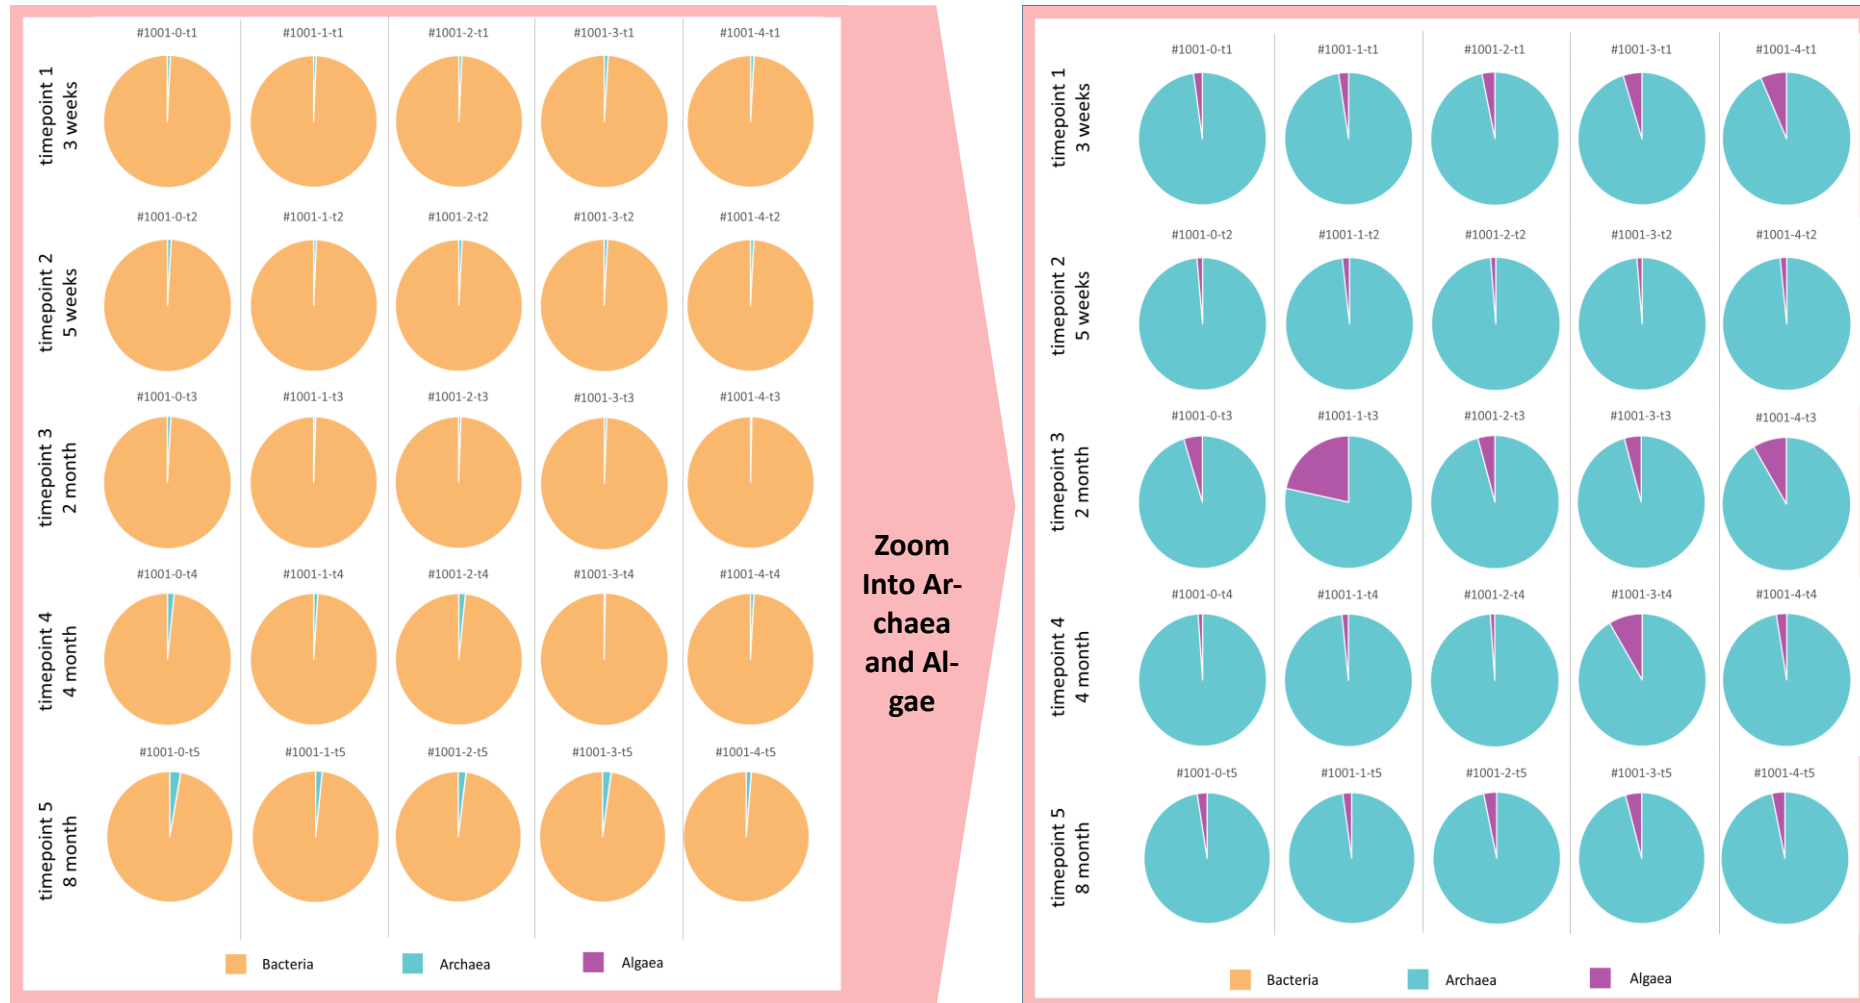 #1001-0-t1 #1001-1-t1 #1001-2-t1 #1001-3-t1 #1001-4-t1
timepoint 1
3 weeks
#1001-0-t2 #1001-1-t2 #1001-2-t2 #1001-3-t2 #1001-4-t2
timepoint 2
5 weeks
#1001-0-t3 #1001-1-t3 #1001-2-t3 #1001-3-t3 #1001-4-t3
timepoint 3
2 month
#1001-0-t4 #1001-1-t4 #1001-2-t4 #1001-3-t4 #1001-4-t4
timepoint 4
4 month
#1001-0-t5 #1001-1-t5 #1001-2-t5 #1001-3-t5 #1001-4-t5
timepoint 5
8 month
Bacteria Archaea Algaea
Zoom
Into Ar-
chaea
and Al-
gae
#1001-0-t1 #1001-1-t1 #1001-2-t1 #1001-3-t1 #1001-4-t1
timepoint 1
3 weeks
#1001-0-t2 #1001-1-t2 #1001-2-t2 #1001-3-t2 #1001-4-t2
timepoint 2
5 weeks
#1001-0-t3 #1001-1-t3 #1001-2-t3 #1001-3-t3 #1001-4-t3
timepoint 3
2 month
#1001-0-t4 #1001-1-t4 #1001-2-t4 #1001-3-t4 #1001-4-t4
timepoint 4
4 month
#1001-0-t5 #1001-1-t5 #1001-2-t5 #1001-3-t5 #1001-4-t5
timepoint 5
8 month
Bacteria Archaea Algaea